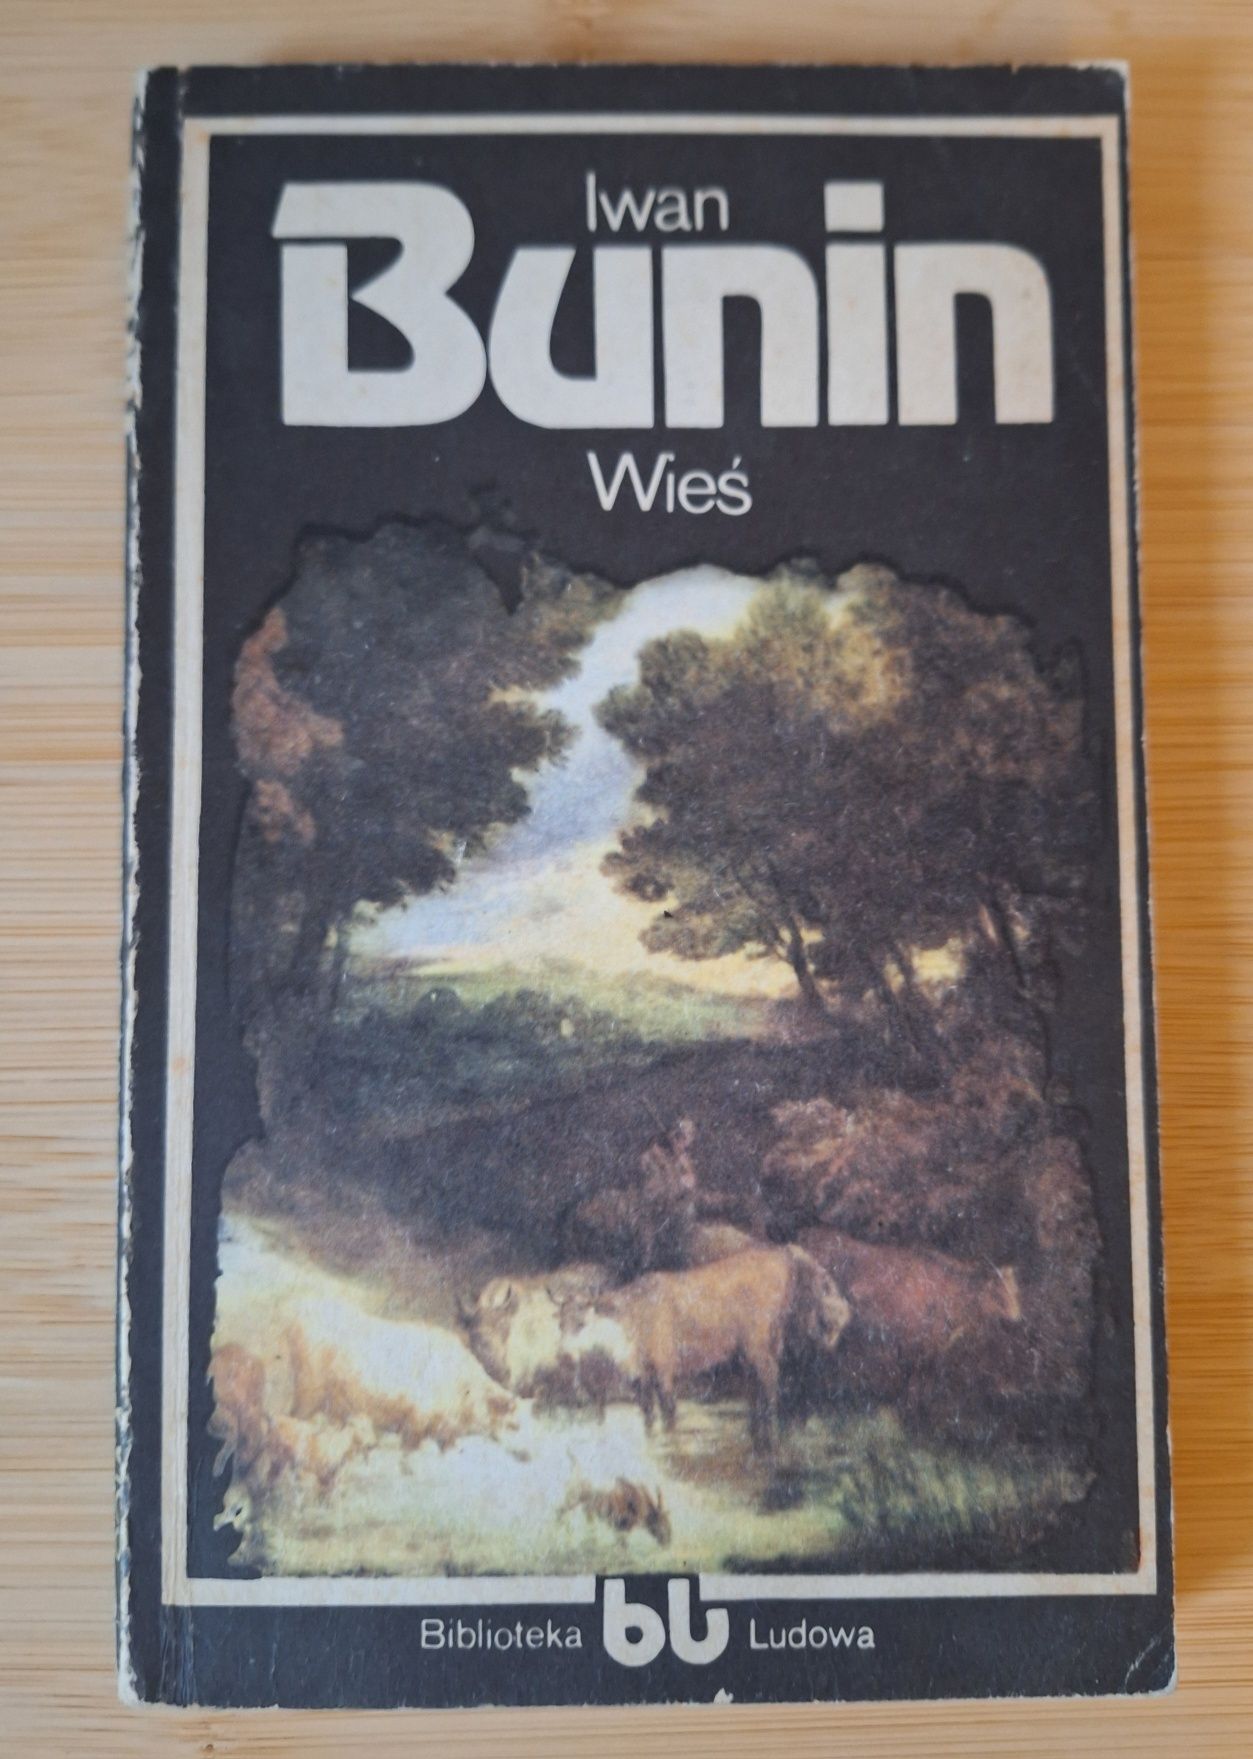 Iwan
Bunin
Wieś
Biblioteka bl Ludowa